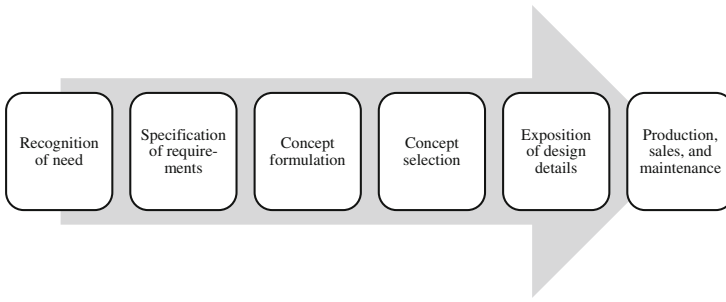 Recognition
of need
Specification
of require-
ments
Concept
formulation
Concept
selection
Exposition
of design
details
Production,
sales, and
maintenance